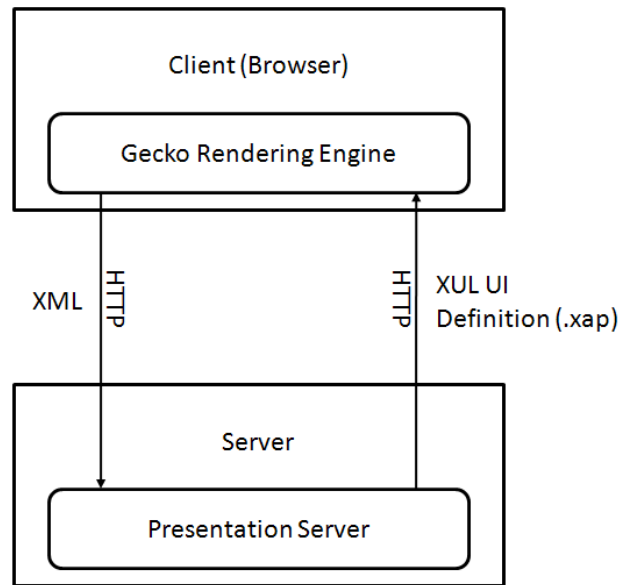 Client (Browser)
Gecko Rendering Engine
XML
HTTP
HTTP
XUL UI
Definition (.xap)
Server
Presentation Server